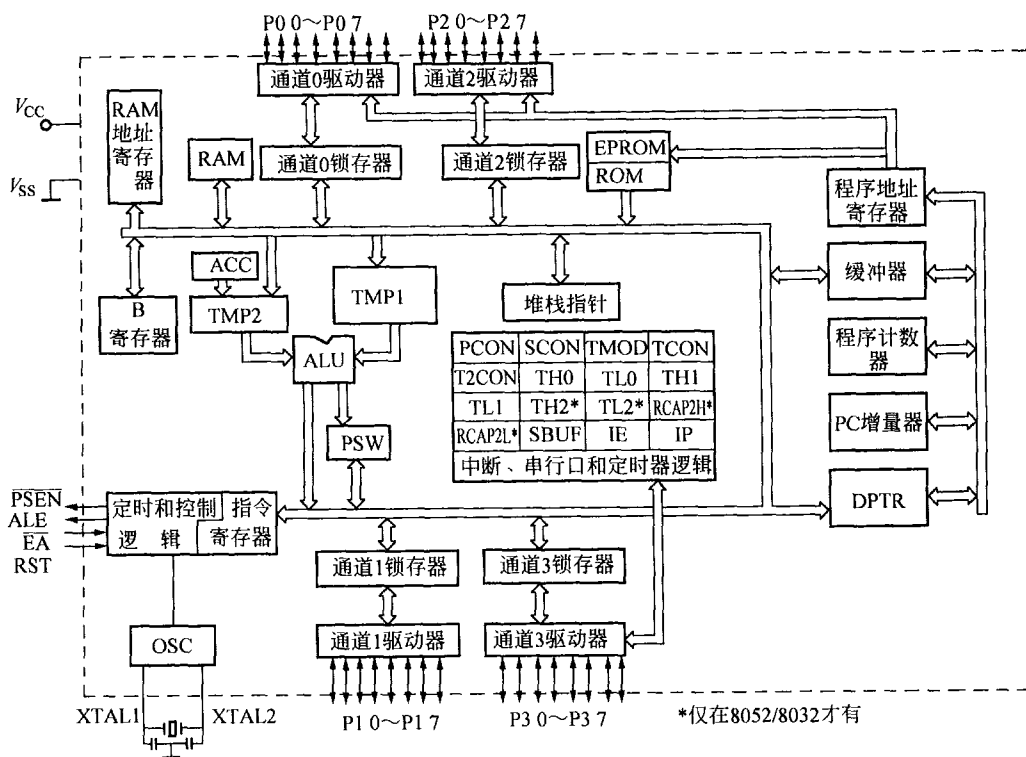 P0 0～P0 7
P2 0～P2 7
通道0驱动器
通道2驱动器
VCC
VSS
RAM
地址
寄存
器
RAM
通道0锁存器
通道2锁存器
EPROM
ROM
程序地址
寄存器
ACC
TMP2
TMP1
B
寄存器
堆栈指针
缓冲器
ALU
程序计数
器
PCON SCON TMOD TCON
T2CON TH0 TL0 TH1
TL1 TH2* TL2* RCAP2H*
RCAP2L* SBUF IE IP
中断、串行口和定时器逻辑
PSW
PC增量器
DPTR
PSEN
ALE
EA
RST
定时和控制
逻 辑
指令
寄存器
通道1锁存器
通道3锁存器
OSC
通道1驱动器
通道3驱动器
XTAL1
XTAL2
P1 0～P1 7
P3 0～P3 7
*仅在8052/8032才有